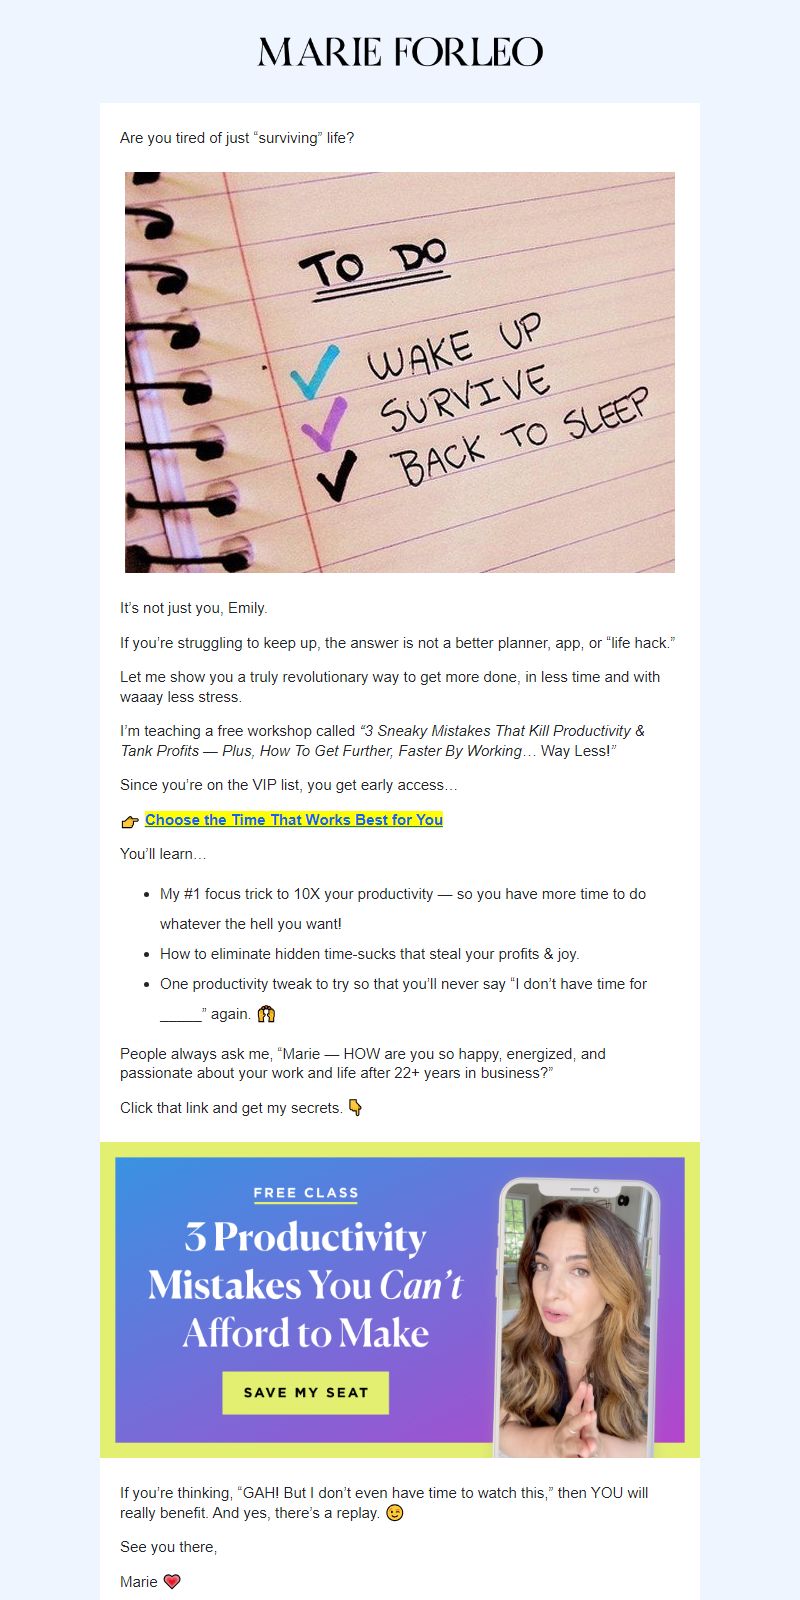 MARIE FORLEO
Are you tired of just “surviving” life?
TO DO
WAKE UP
SURVIVE
BACK TO SLEEP
It’s not just you, Emily.
If you’re struggling to keep up, the answer is not a better planner, app, or “life hack.”
Let me show you a truly revolutionary way to get more done, in less time and with
waaay less stress.
I’m teaching a free workshop called “3 Sneaky Mistakes That Kill Productivity &
Tank Profits — Plus, How To Get Further, Faster By Working… Way Less!”
Since you’re on the VIP list, you get early access…
👉 Choose the Time That Works Best for You
You’ll learn…
• My #1 focus trick to 10X your productivity — so you have more time to do
whatever the hell you want!
• How to eliminate hidden time-sucks that steal your profits & joy.
• One productivity tweak to try so that you’ll never say “I don’t have time for
_____” again. 🙌
People always ask me, “Marie — HOW are you so happy, energized, and
passionate about your work and life after 22+ years in business?”
Click that link and get my secrets. 👇
FREE CLASS
3 Productivity
Mistakes You Can’t
Afford to Make
SAVE MY SEAT
If you’re thinking, “GAH! But I don’t even have time to watch this,” then YOU will
really benefit. And yes, there’s a replay. 😉
See you there,
Marie 💗